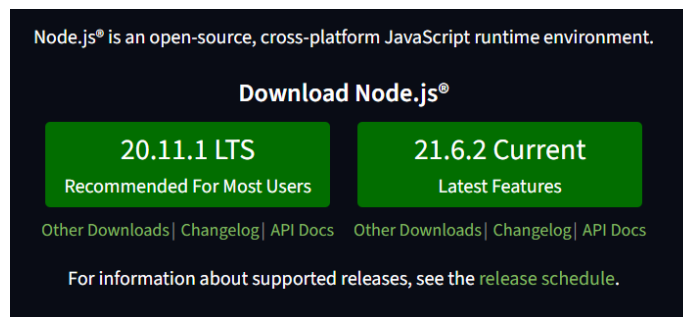 Node.js® is an open-source, cross-platform JavaScript runtime environment.
Download Node.js®
20.11.1 LTS
Recommended For Most Users
Other Downloads| Changelog| API Docs
21.6.2 Current
Latest Features
Other Downloads| Changelog| API Docs
For information about supported releases, see the release schedule.